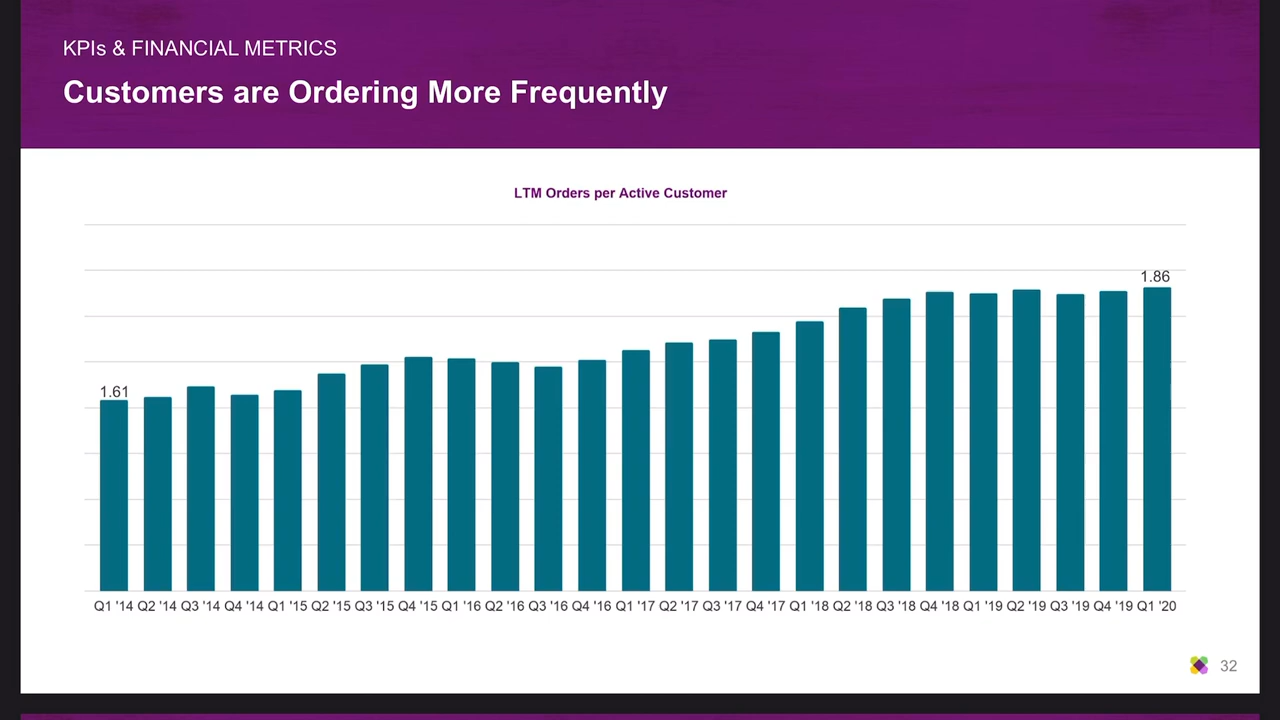 KPIs & FINANCIAL METRICS
Customers are Ordering More Frequently
LTM Orders per Active Customer
1.86
1.61
Q1 '14 Q2 '14 Q3 '14 Q4 '14 Q1 '15 Q2 '15 Q3 '15 Q4 '15 Q1 '16 Q2 '16 Q3 '16 Q4 '16 Q1 '17 Q2 '17 Q3 '17 Q4 '17 Q1 '18 Q2 '18 Q3 '18 Q4 '18 Q1 '19 Q2 '19 Q3 '19 Q4 '19 Q1 '20
32